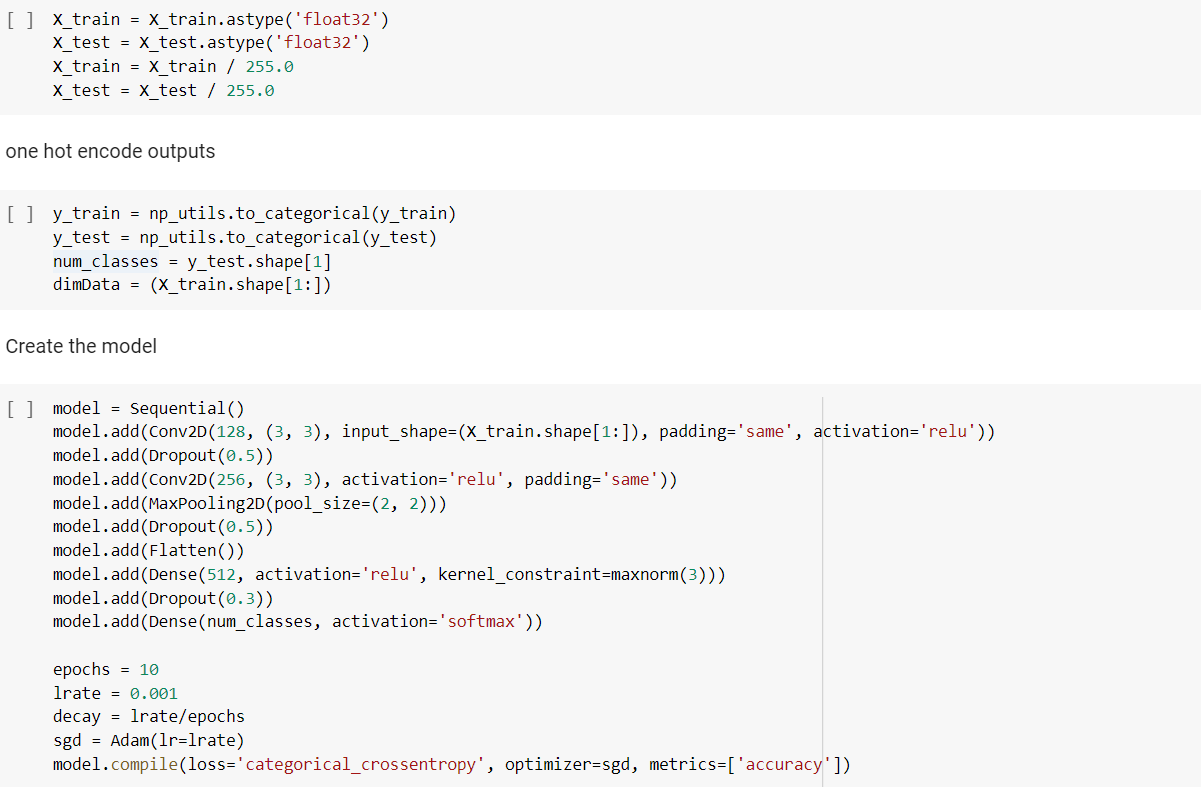 [ ] X_train = X_train.astype('float32')
X_test = X_test.astype('float32')
X_train = X_train / 255.0
X_test = X_test / 255.0
one hot encode outputs
[ ] y_train = np_utils.to_categorical(y_train)
y_test = np_utils.to_categorical(y_test)
num_classes = y_test.shape[1]
dimData = (X_train.shape[1:])
Create the model
[ ] model = Sequential()
model.add(Conv2D(128, (3, 3), input_shape=(X_train.shape[1:]), padding='same', activation='relu'))
model.add(Dropout(0.5))
model.add(Conv2D(256, (3, 3), activation='relu', padding='same'))
model.add(MaxPooling2D(pool_size=(2, 2)))
model.add(Dropout(0.5))
model.add(Flatten())
model.add(Dense(512, activation='relu', kernel_constraint=maxnorm(3)))
model.add(Dropout(0.3))
model.add(Dense(num_classes, activation='softmax'))
epochs = 10
lrate = 0.001
decay = lrate/epochs
sgd = Adam(lr=lrate)
model.compile(loss='categorical_crossentropy', optimizer=sgd, metrics=['accuracy'])